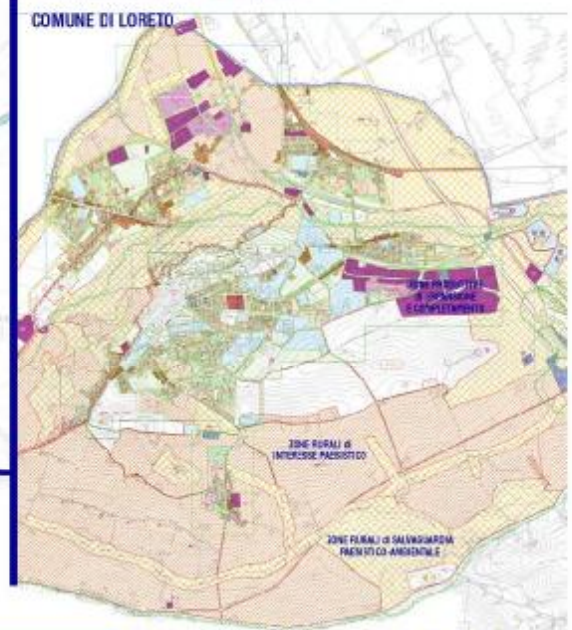 COMUNE DI LORETO
ZONE PRODUTTIVE
di ESPANSIONE
E COMPLETAMENTO
ZONE RURALI di
INTERESSE PAESISTICO
ZONE RURALI di SALVAGUARDIA
PAESISTICO-AMBIENTALE